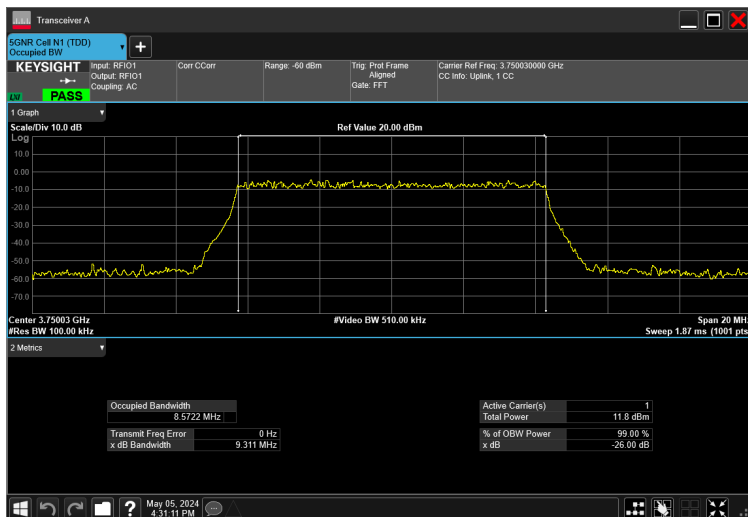 Transceiver A
5GNR Cell N1 (TDD)
Occupied BW
KEYSIGHT
LXI
PASS
Input: RFIO1
Output: RFIO1
Coupling: AC
Corr CCorr
Range: -60 dBm
Trig: Prot Frame
Aligned
Gate: FFT
Carrier Ref Freq: 3.750030000 GHz
CC Info: Uplink, 1 CC
1 Graph
Scale/Div 10.0 dB
Ref Value 20.00 dBm
Log
10.0
0.00
-10.0
-20.0
-30.0
-40.0
-50.0
-60.0
-70.0
Center 3.75003 GHz
#Video BW 510.00 kHz
Span 20 MH
#Res BW 100.00 kHz
Sweep 1.87 ms (1001 pts
2 Metrics
Occupied Bandwidth
8.5722 MHz
Transmit Freq Error 0 Hz
x dB Bandwidth 9.311 MHz
Active Carrier(s) 1
Total Power 11.8 dBm
% of OBW Power 99.00 %
x dB -26.00 dB
May 05, 2024
4:31:11 PM